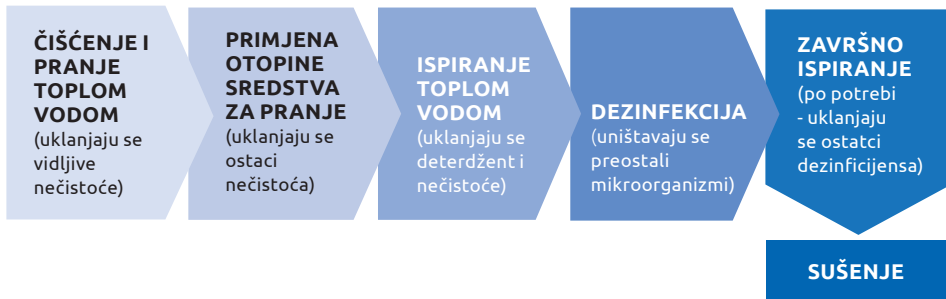 ČIŠĆENJE I
PRANJE
TOPLOM
VODOM
(uklanjaju se
vidljive
nečistoće)
PRIMJENA
OTOPINE
SREDSTVA
ZA PRANJE
(uklanjaju se
ostaci
nečistoća)
ISPIRANJE
TOPLOM
VODOM
(uklanjaju se
deterdžent i
nečistoće)
DEZINFEKCIJA
(uništavaju se
preostali
mikroorganizmi)
ZAVRŠNO
ISPIRANJE
(po potrebi
- uklanjaju
se ostatci
dezinficijensa)
SUŠENJE